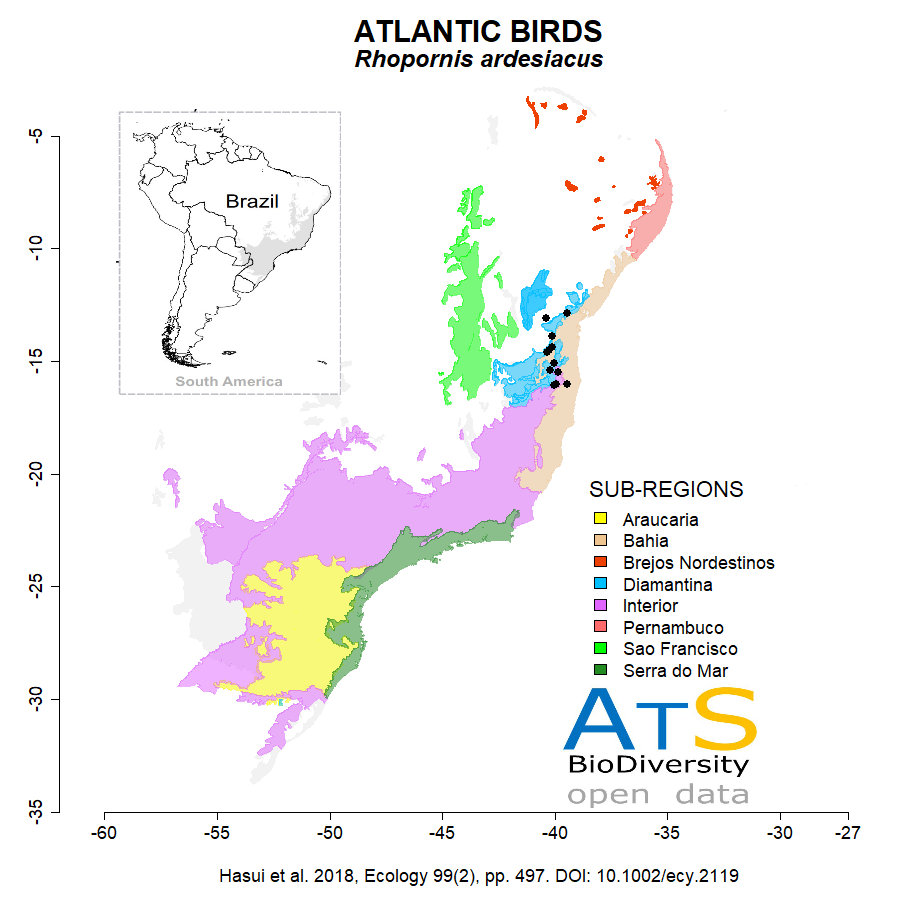 ATLANTIC BIRDS
Rhopornis ardesiacus
Brazil
South America
-5
-10
-15
-20
-25
-30
-35
SUB-REGIONS
Araucaria
Bahia
Brejos Nordestinos
Diamantina
Interior
Pernambuco
Sao Francisco
Serra do Mar
ATS
BioDiversity
open data
-60 -55 -50 -45 -40 -35 -30 -27
Hasui et al. 2018, Ecology 99(2), pp. 497. DOI: 10.1002/ecy.2119